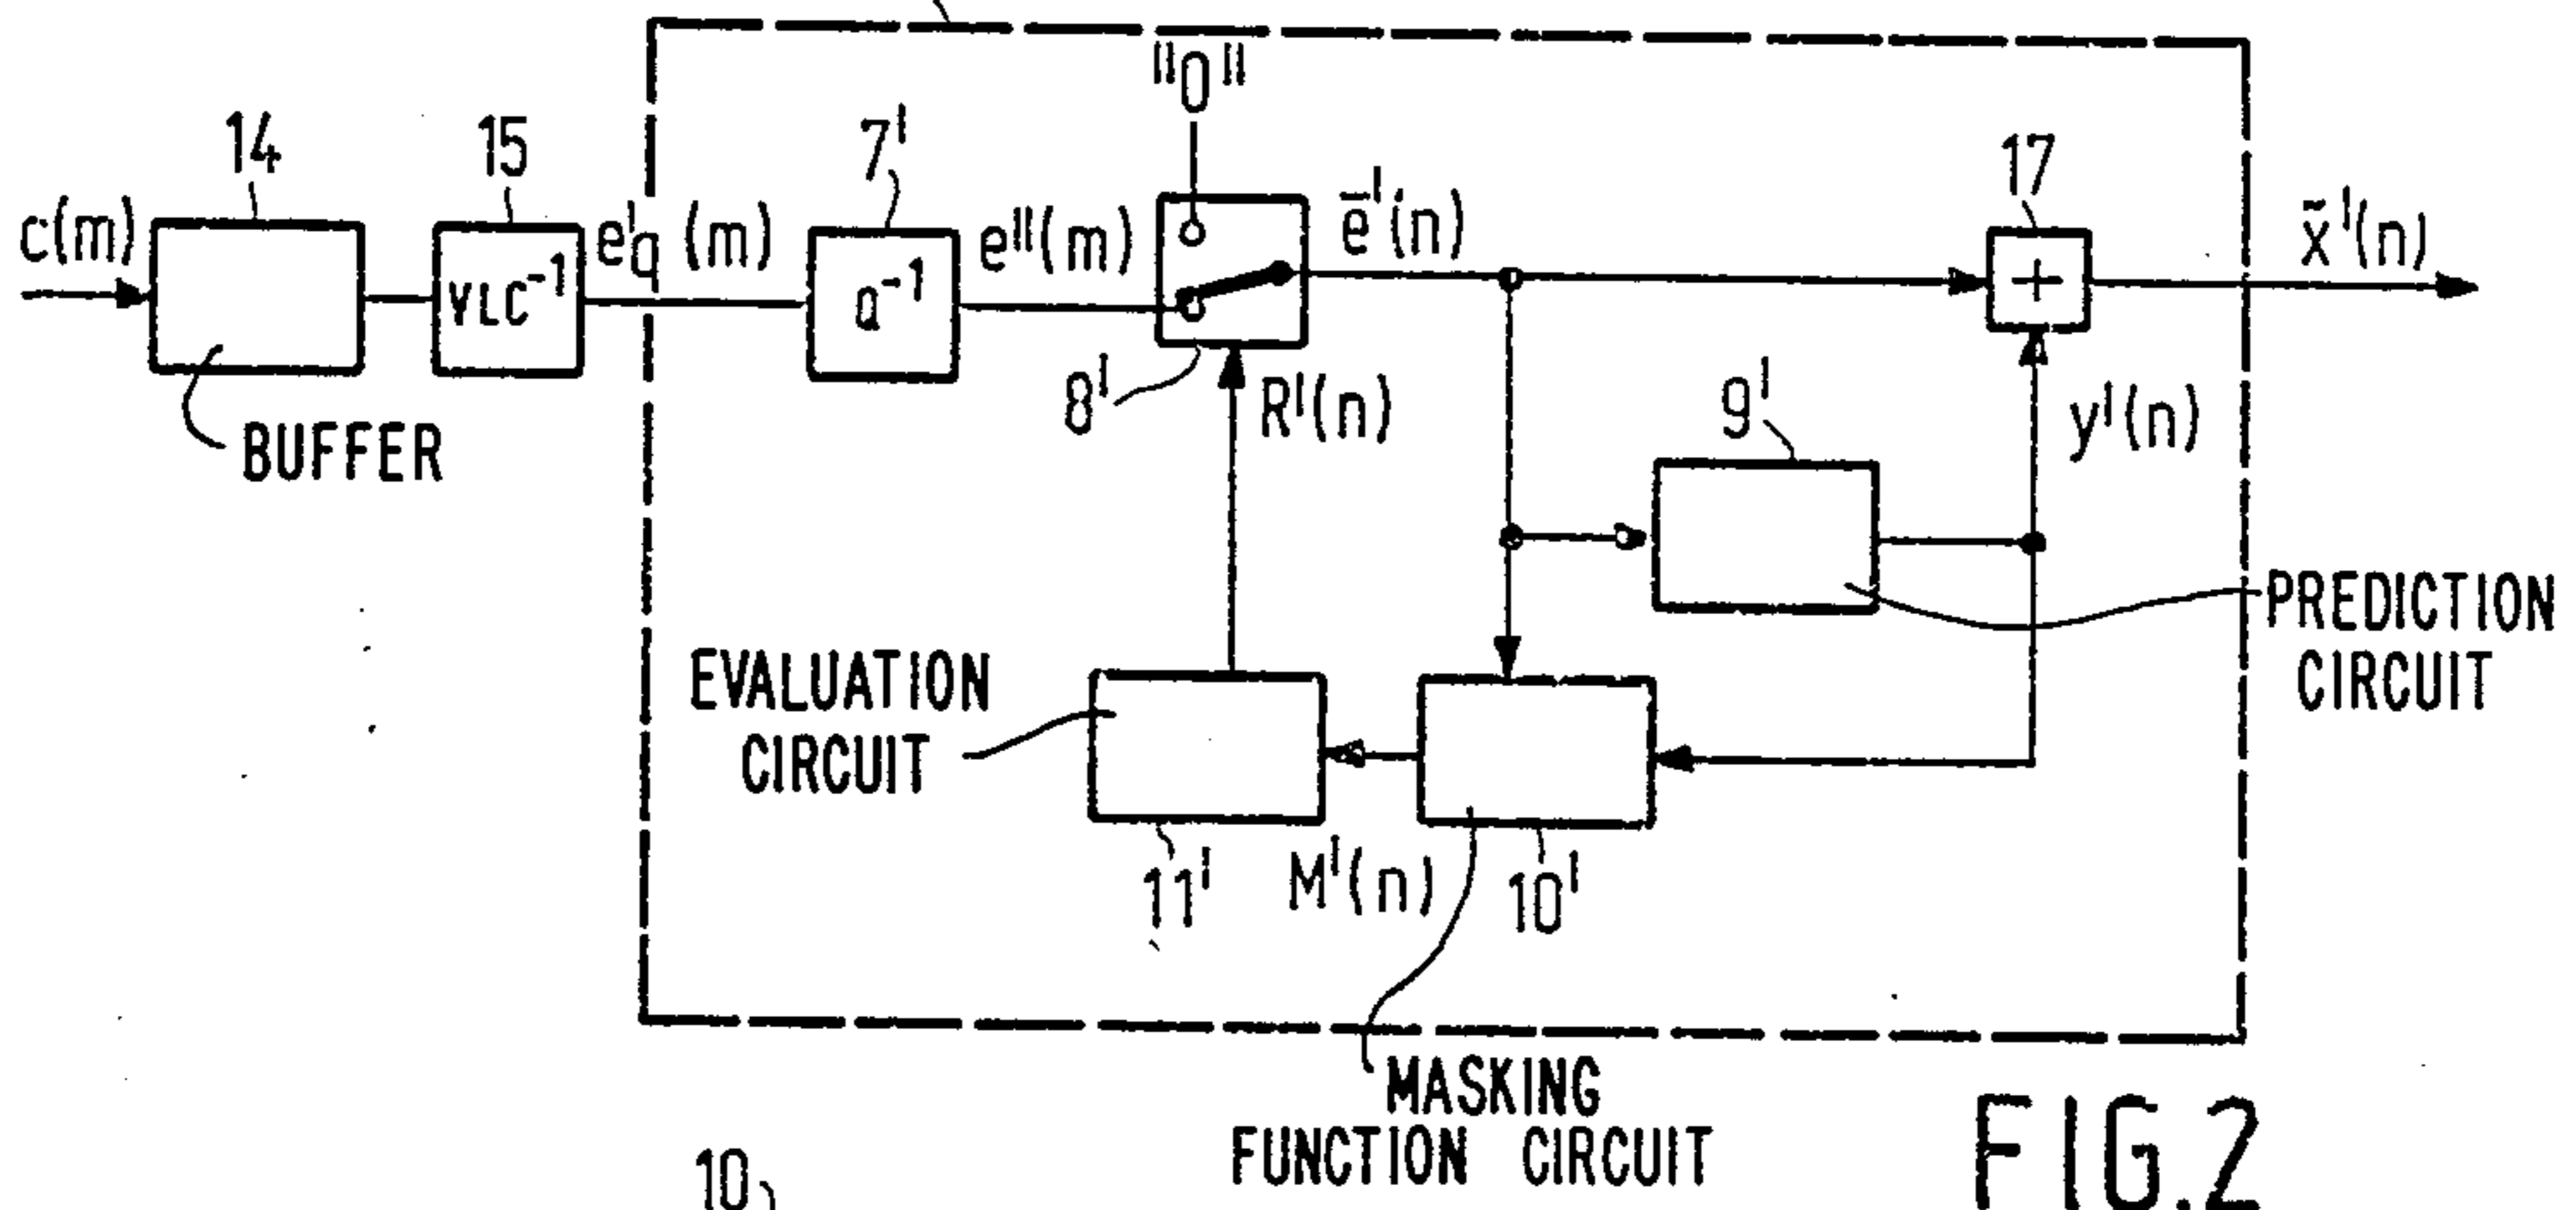 "0"
14
15
7'
17
c(m)
VLC⁻¹
e'q (m)
Q⁻¹
e"(m)
ē'(n)
+
x̃'(n)
BUFFER
8'
R'(n)
9'
y'(n)
PREDICTION
CIRCUIT
EVALUATION
CIRCUIT
11'
M'(n)
10'
MASKING
FUNCTION CIRCUIT
10
FIG.2